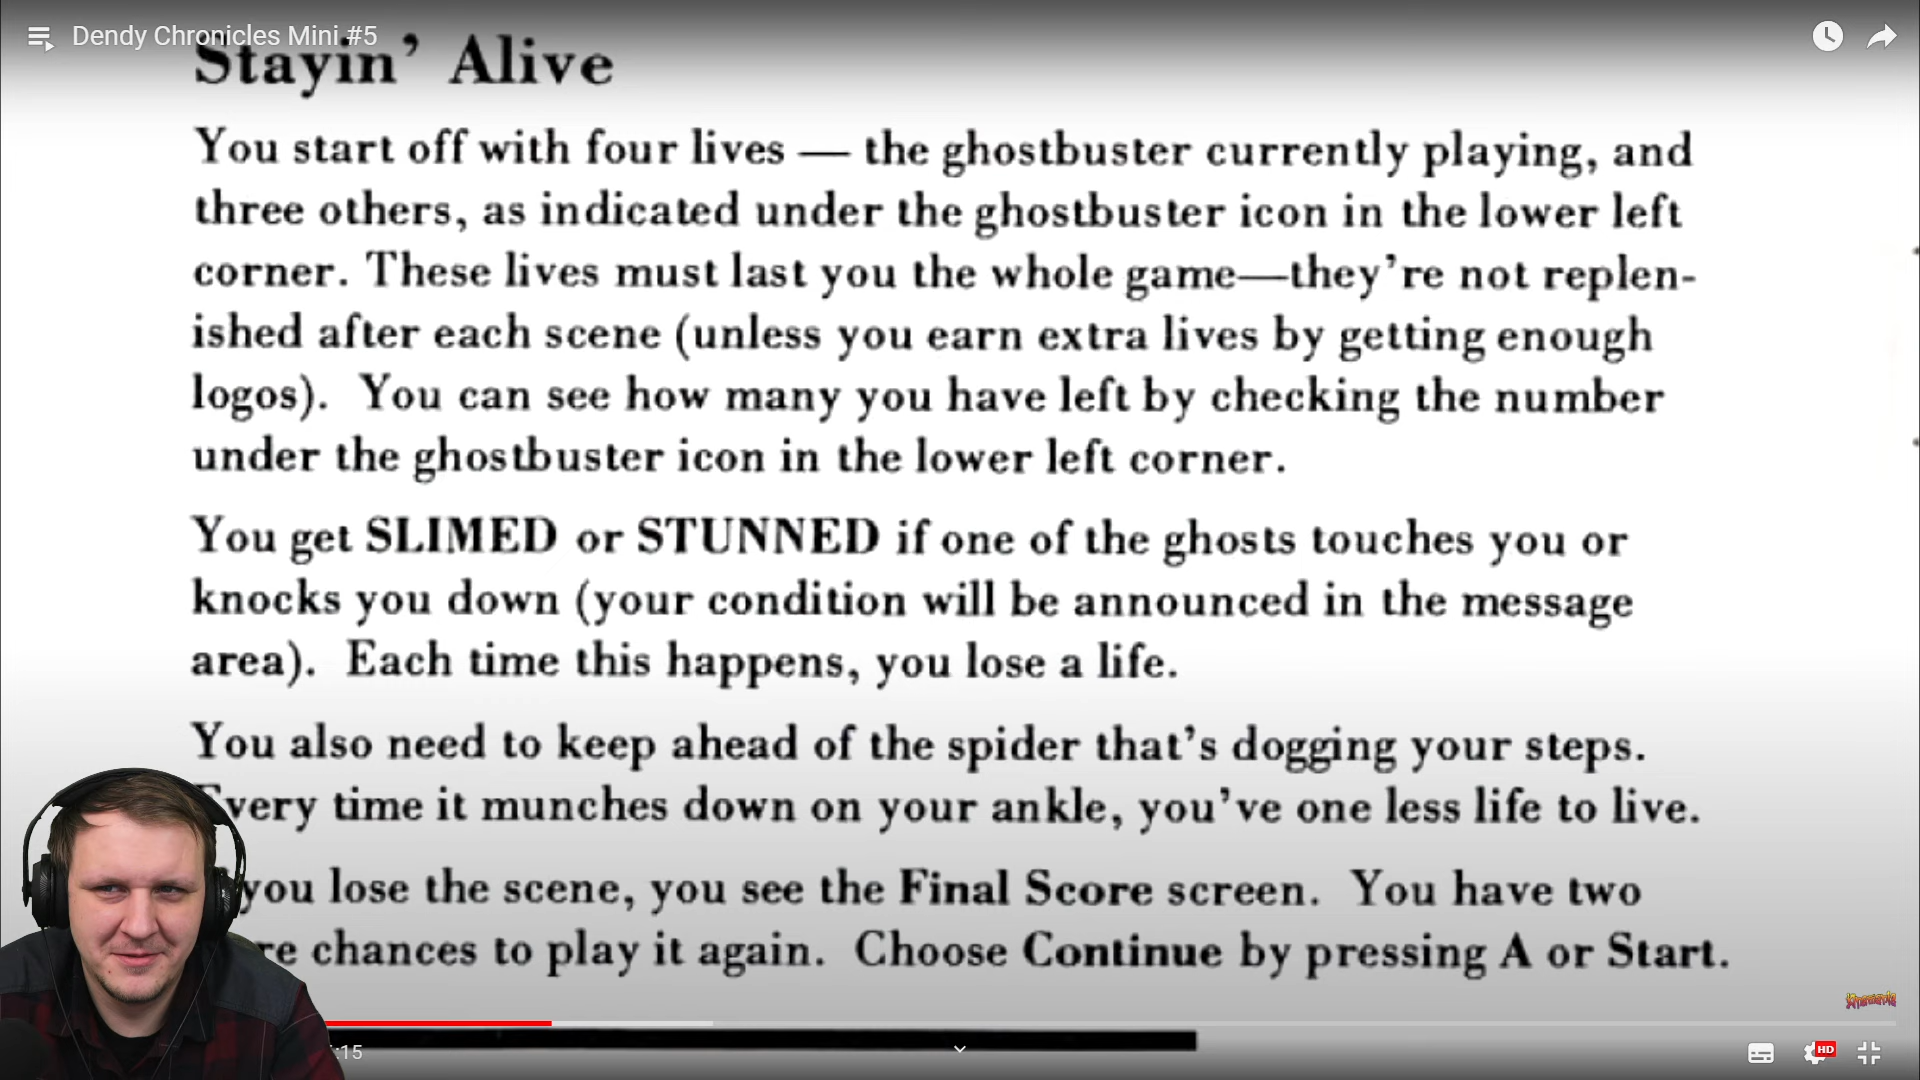 Dendy Chronicles Mini #5
Stayin’ Alive
You start off with four lives — the ghostbuster currently playing, and
three others, as indicated under the ghostbuster icon in the lower left
corner. These lives must last you the whole game—they’re not replen-
ished after each scene (unless you earn extra lives by getting enough
logos). You can see how many you have left by checking the number
under the ghostbuster icon in the lower left corner.
You get SLIMED or STUNNED if one of the ghosts touches you or
knocks you down (your condition will be announced in the message
area). Each time this happens, you lose a life.
You also need to keep ahead of the spider that’s dogging your steps.
Every time it munches down on your ankle, you’ve one less life to live.
you lose the scene, you see the Final Score screen. You have two
re chances to play it again. Choose Continue by pressing A or Start.
:15
HD